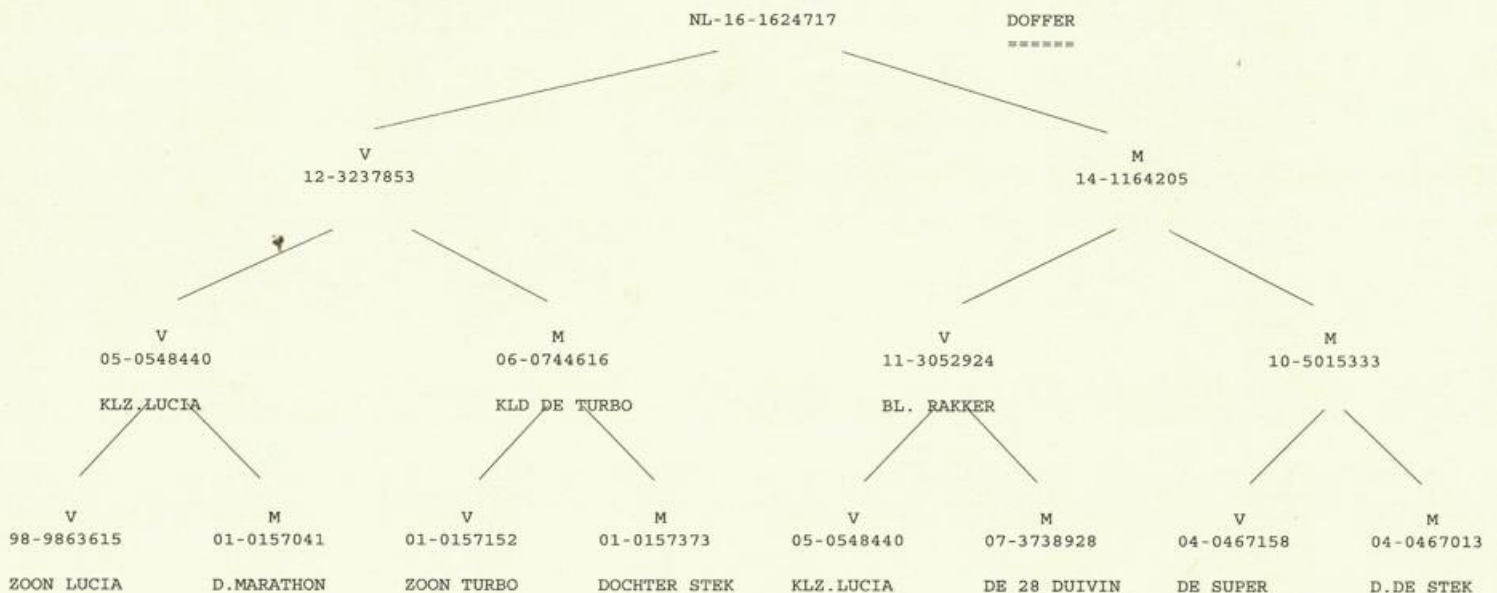 NL-16-1624717 DOFFER
======
V M
12-3237853 14-1164205
V M V M
05-0548440 06-0744616 11-3052924 10-5015333
KLZ.LUCIA KLD DE TURBO BL. RAKKER
V M V M V M V M
98-9863615 01-0157041 01-0157152 01-0157373 05-0548440 07-3738928 04-0467158 04-0467013
ZOON LUCIA D.MARATHON ZOON TURBO DOCHTER STEK KLZ.LUCIA DE 28 DUIVIN DE SUPER D.DE STEK